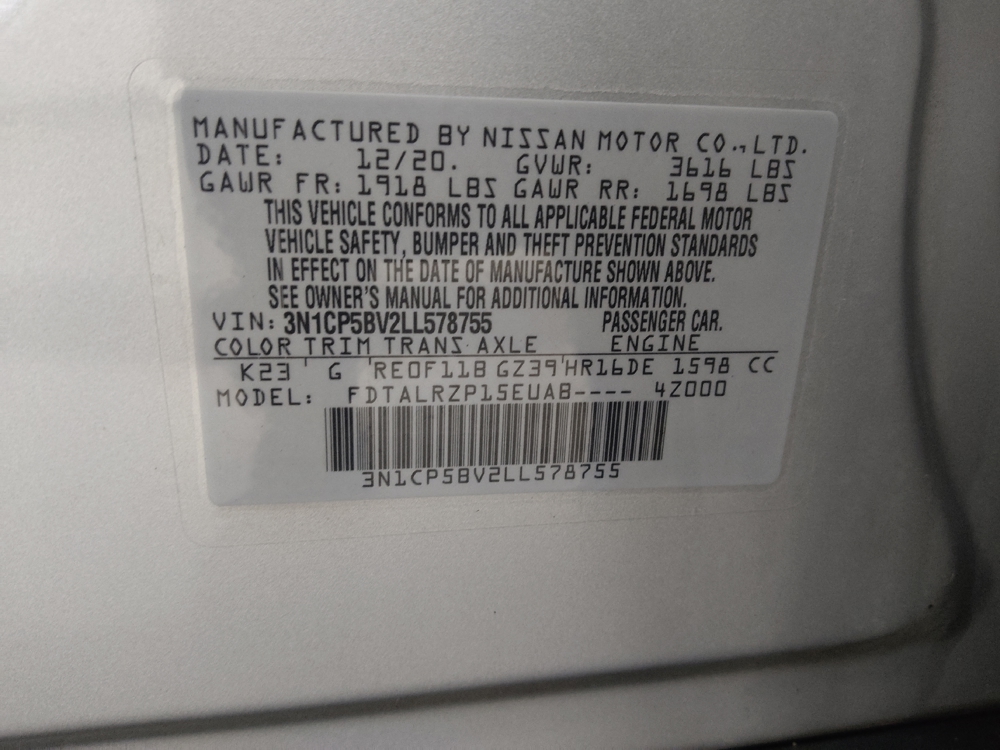 MANUFACTURED BY NISSAN MOTOR CO.,LTD.
DATE: 12/20. GVWR: 3616 LBS
GAWR FR: 1918 LBS GAWR RR: 1698 LBS
THIS VEHICLE CONFORMS TO ALL APPLICABLE FEDERAL MOTOR
VEHICLE SAFETY, BUMPER AND THEFT PREVENTION STANDARDS
IN EFFECT ON THE DATE OF MANUFACTURE SHOWN ABOVE.
SEE OWNER'S MANUAL FOR ADDITIONAL INFORMATION.
VIN: 3N1CP5BV2LL578755 PASSENGER CAR.
COLOR TRIM TRANS AXLE ENGINE
K23 G RE0F11B GZ39 HR16DE 1598 CC
MODEL: FDTALRZP15EUAB---- 4Z000
3N1CP5BV2LL578755